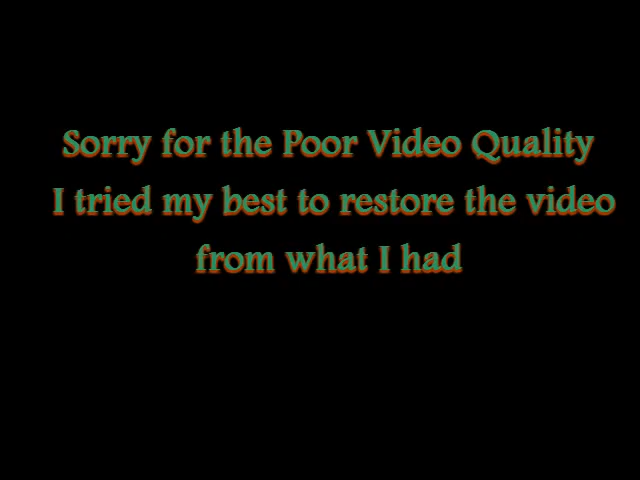 Sorry for the Poor Video Quality
I tried my best to restore the video
from what I had